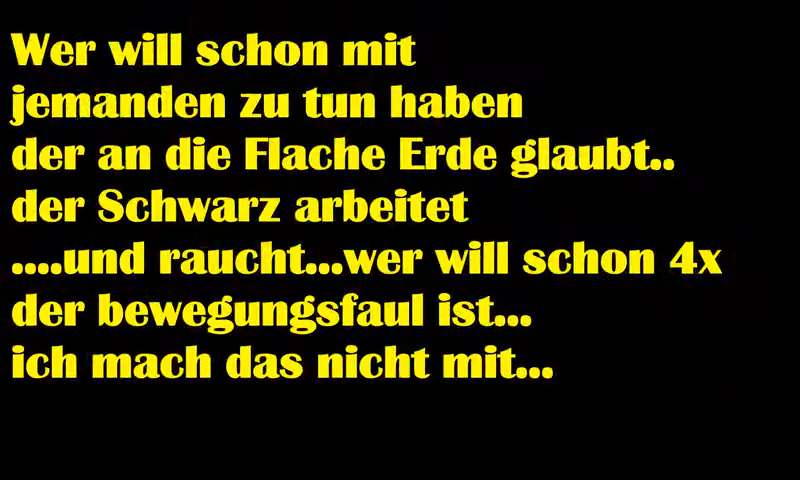 Wer will schon mit
jemanden zu tun haben
der an die Flache Erde glaubt..
der Schwarz arbeitet
....und raucht...wer will schon 4x
der bewegungsfaul ist...
ich mach das nicht mit...